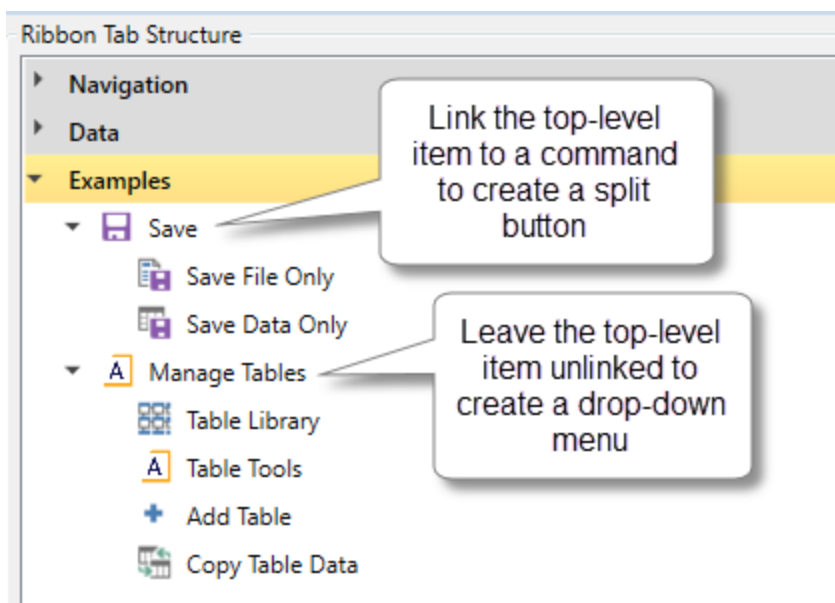 Ribbon Tab Structure
Navigation
Data
Examples
Save
Save File Only
Save Data Only
Manage Tables
Table Library
A Table Tools
Add Table
Copy Table Data
Link the top-level
item to a command
to create a split
button
Leave the top-level
item unlinked to
create a drop-down
menu